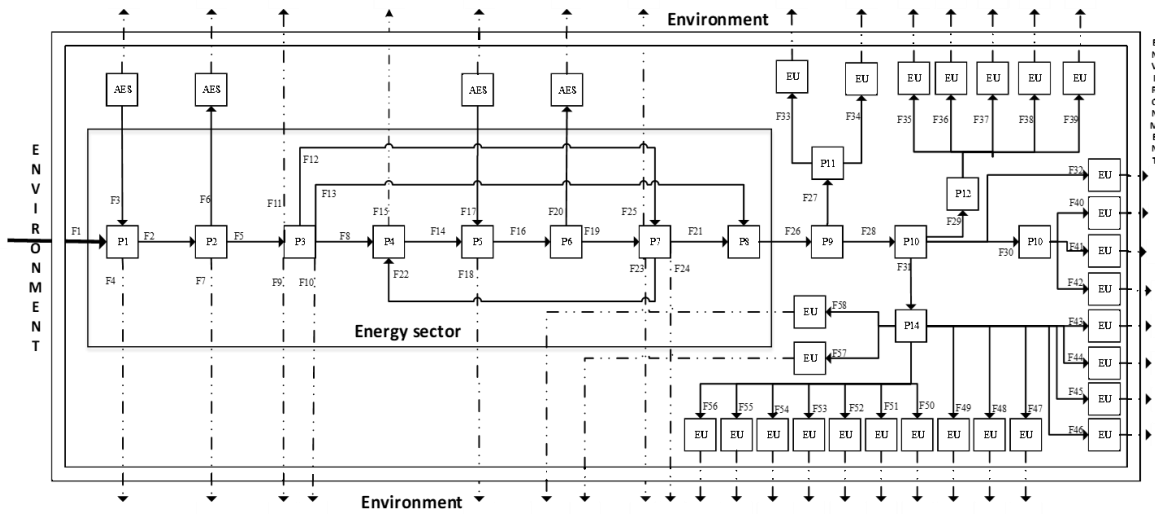 Environment
ENVIRONMENT
ENVIRONMENT
AES
AES
AES
AES
EU
EU
EU
EU
EU
EU
EU
F33
F34
F35
F36
F37
F38
F39
F12
P11
F32
EU
F13
P12
F3
F6
F11
F15
F17
F20
F25
F27
F29
F40
EU
F1
P1
F2
P2
F5
P3
F8
P4
F14
P5
F16
P6
F19
P7
F21
P8
F26
P9
F28
P10
F30
P10
F41
EU
F4
F7
F9
F10
F22
F18
F23
F24
F31
F42
EU
Energy sector
EU
F58
P14
F43
EU
EU
F57
F44
EU
F45
EU
F56
F55
F54
F53
F52
F51
F50
F49
F48
F47
F46
EU
EU
EU
EU
EU
EU
EU
EU
EU
EU
EU
Environment